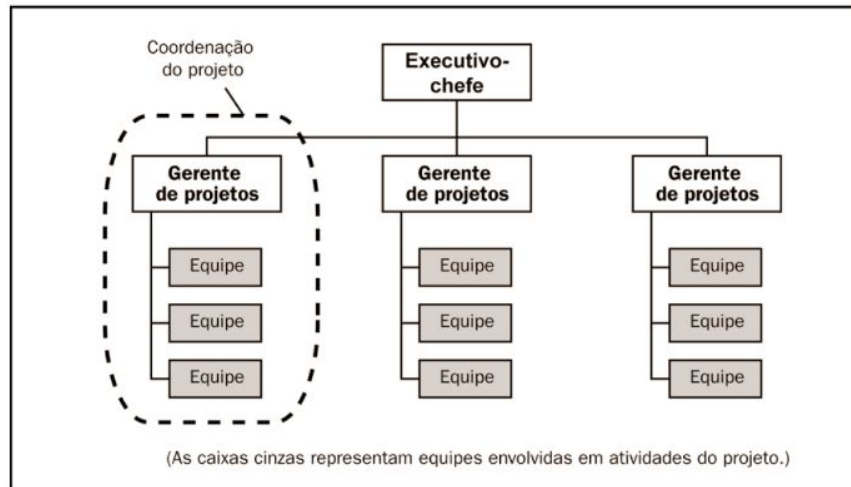 Coordenação
do projeto
Executivo-
chefe
Gerente
de projetos
Gerente
de projetos
Gerente
de projetos
Equipe
Equipe
Equipe
Equipe
Equipe
Equipe
Equipe
Equipe
Equipe
(As caixas cinzas representam equipes envolvidas em atividades do projeto.)